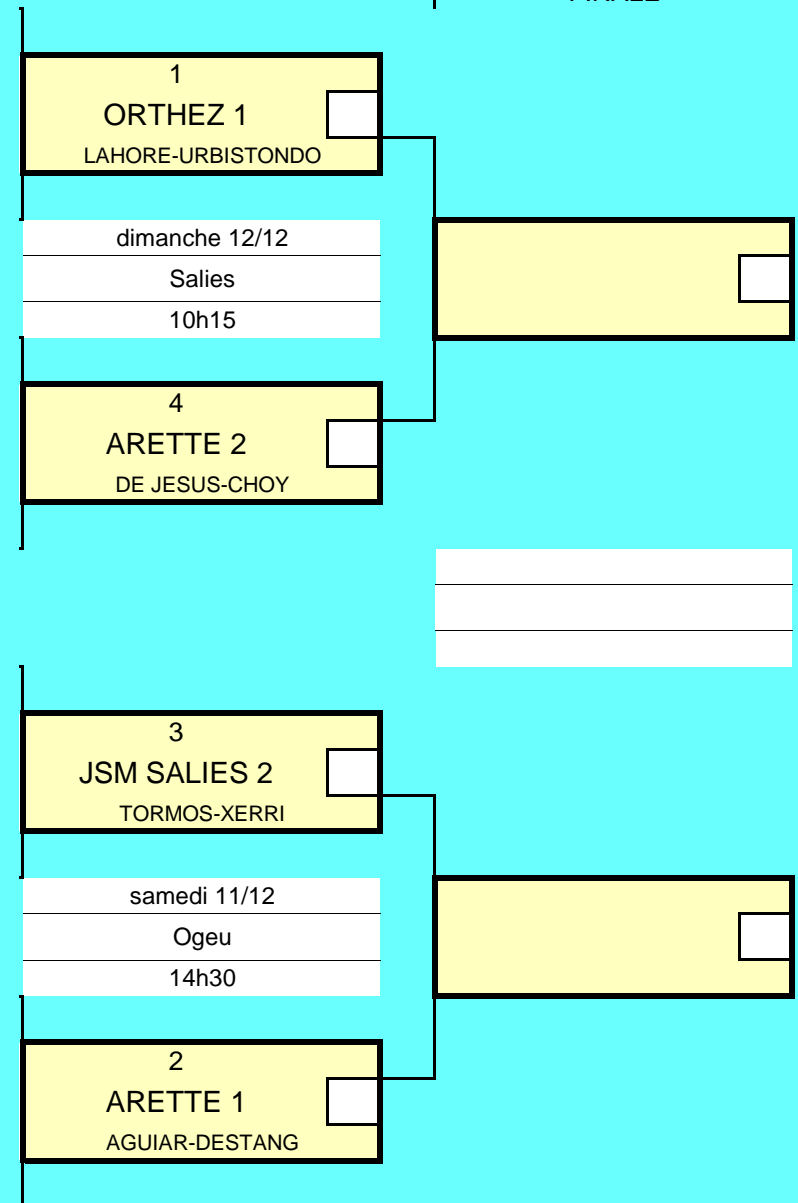 1
ORTHEZ 1
LAHORE-URBISTONDO
dimanche 12/12
Salies
10h15
4
ARETTE 2
DE JESUS-CHOY
3
JSM SALIES 2
TORMOS-XERRI
samedi 11/12
Ogeu
14h30
2
ARETTE 1
AGUIAR-DESTANG